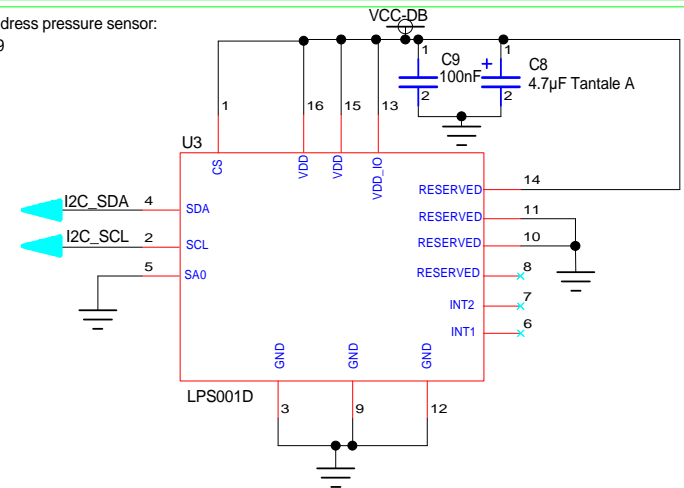 dress pressure sensor:
9
VCC-DB
1
C9
100nF
2
1
+
C8
4.7µF Tantale A
2
1
16
15
13
U3
CS
VDD
VDD
VDD_IO
RESERVED
14
I2C_SDA
4
SDA
RESERVED
11
I2C_SCL
2
SCL
RESERVED
10
5
SA0
RESERVED
8
INT2
7
INT1
6
GND
GND
GND
LPS001D
3
9
12